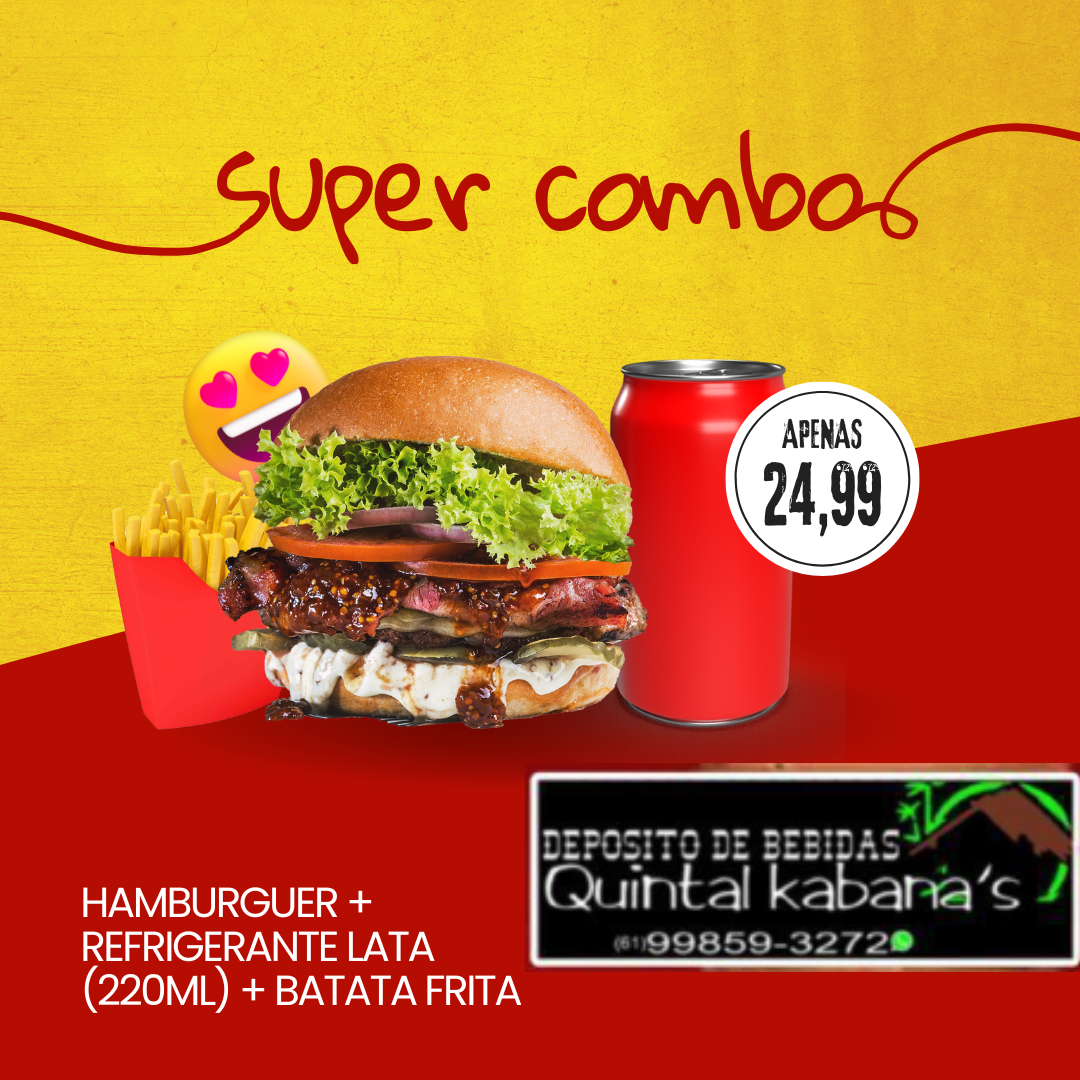 super combo
APENAS
24,99
DEPOSITO DE BEBIDAS
Quintal kabana's
(61)99859-3272
HAMBURGUER +
REFRIGERANTE LATA
(220ML) + BATATA FRITA